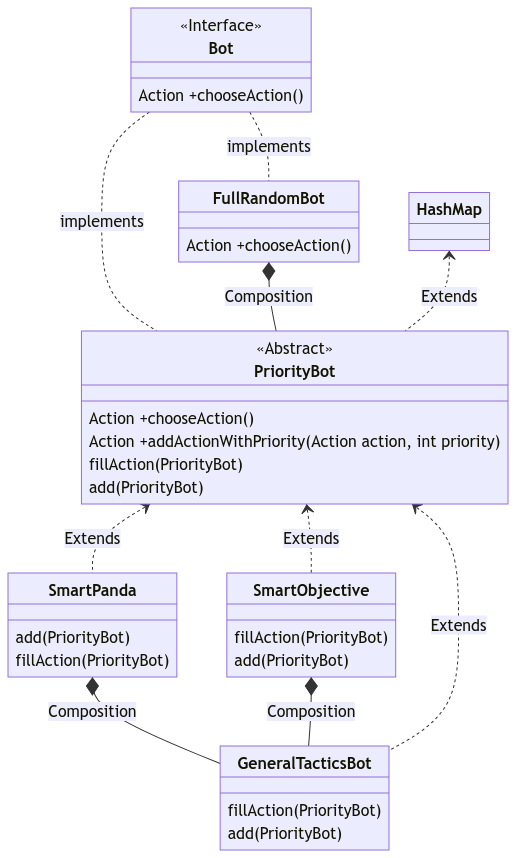 «Interface»
Bot
Action +chooseAction()
implements
implements
FullRandomBot
Action +chooseAction()
HashMap
Composition
Extends
«Abstract»
PriorityBot
Action +chooseAction()
Action +addActionWithPriority(Action action, int priority)
fillAction(PriorityBot)
add(PriorityBot)
Extends
Extends
Extends
SmartPanda
add(PriorityBot)
fillAction(PriorityBot)
SmartObjective
fillAction(PriorityBot)
add(PriorityBot)
Composition
Composition
GeneralTacticsBot
fillAction(PriorityBot)
add(PriorityBot)